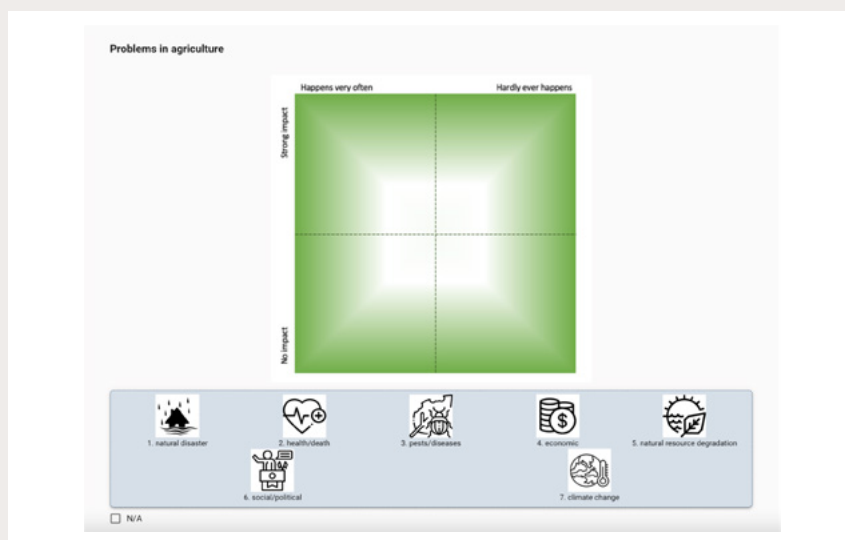 Problems in agriculture
Happens very often Hardly ever happens
Strong impact
No impact
1. natural disaster 2. health/death 3. pests/diseases 4. economic 5. natural resource degradation
6. social/political 7. climate change
N/A